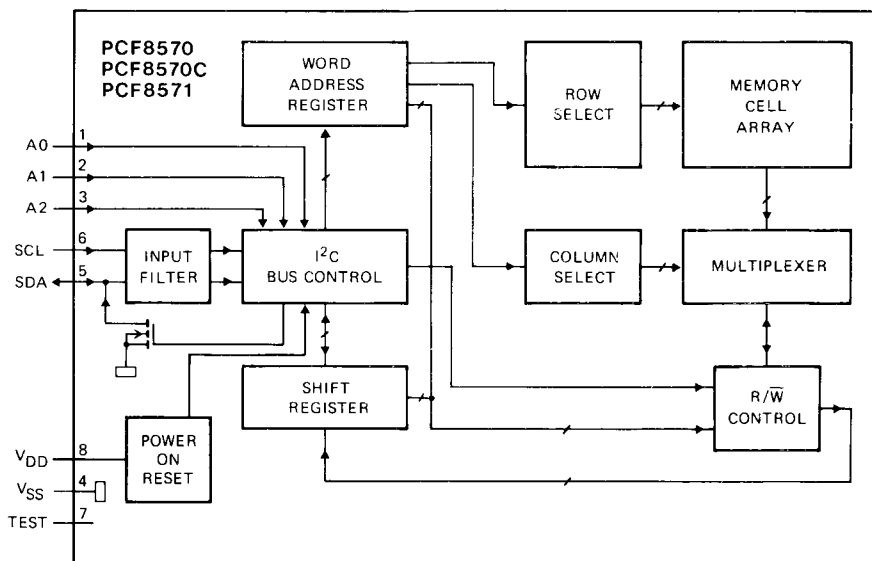 PCF8570
PCF8570C
PCF8571
WORD
ADDRESS
REGISTER
ROW
SELECT
MEMORY
CELL
ARRAY
A0
1
A1
2
A2
3
SCL
6
SDA
5
INPUT
FILTER
I²C
BUS CONTROL
COLUMN
SELECT
MULTIPLEXER
SHIFT
REGISTER
R/W̅
CONTROL
POWER
ON
RESET
VDD
8
VSS
4
TEST
7